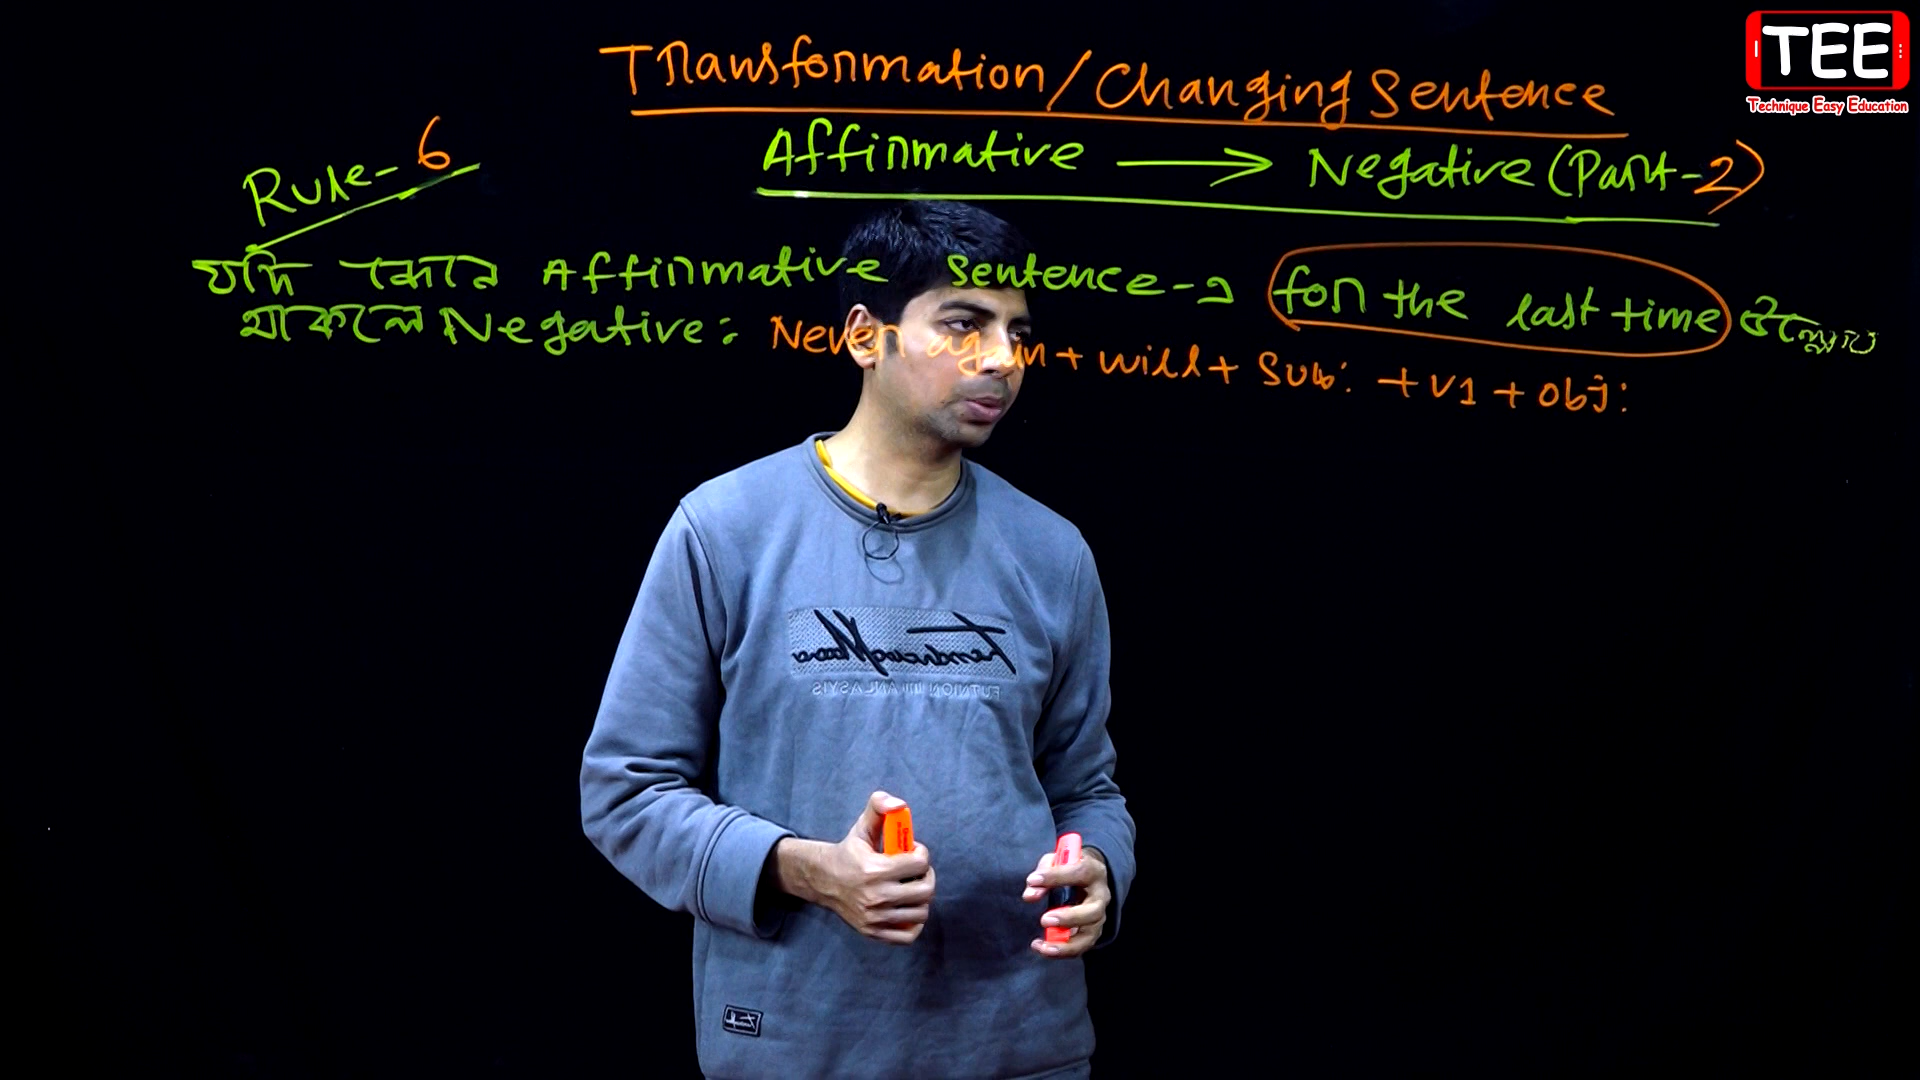 TEE
Technique Easy Education
Transformation/Changing Sentence
Affirmative → Negative (Part-2)
Rule-6
যদি কোনো Affirmative Sentence-এ for the last time উল্লেখ
থাকলে Negative: Never again + will + Sub: + V1 + obj: